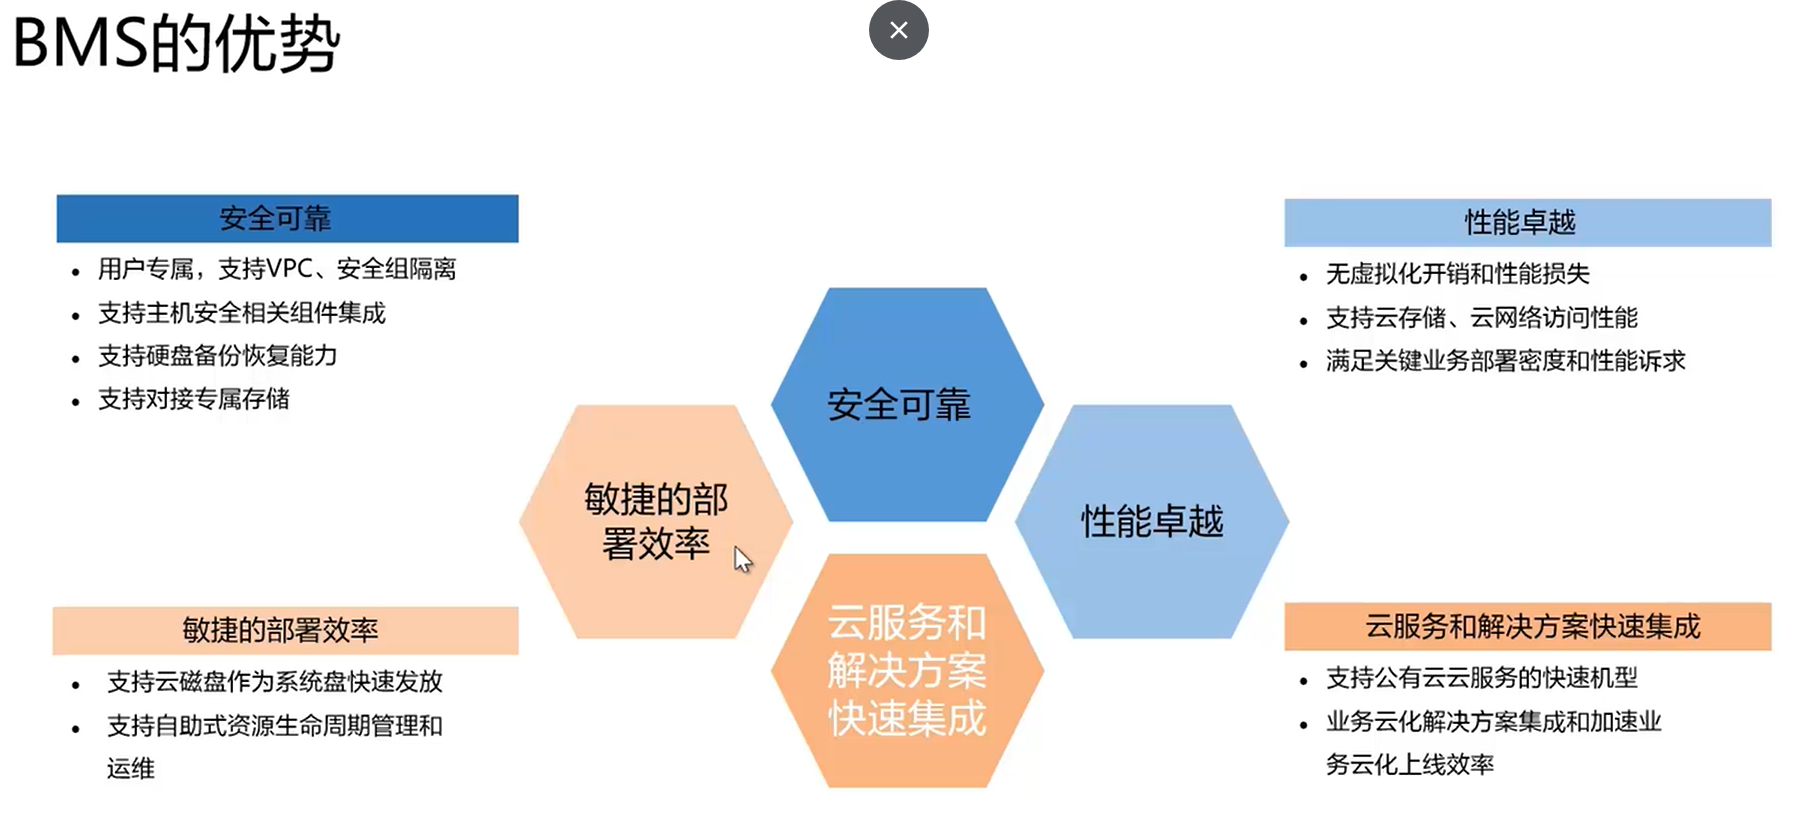 BMS的优势
安全可靠
用户专属，支持VPC、安全组隔离
支持主机安全相关组件集成
支持硬盘备份恢复能力
支持对接专属存储
性能卓越
无虚拟化开销和性能损失
支持云存储、云网络访问性能
满足关键业务部署密度和性能诉求
安全可靠
敏捷的部
署效率
性能卓越
云服务和
解决方案
快速集成
敏捷的部署效率
支持云磁盘作为系统盘快速发放
支持自助式资源生命周期管理和
运维
云服务和解决方案快速集成
支持公有云云服务的快速机型
业务云化解决方案集成和加速业
务云化上线效率